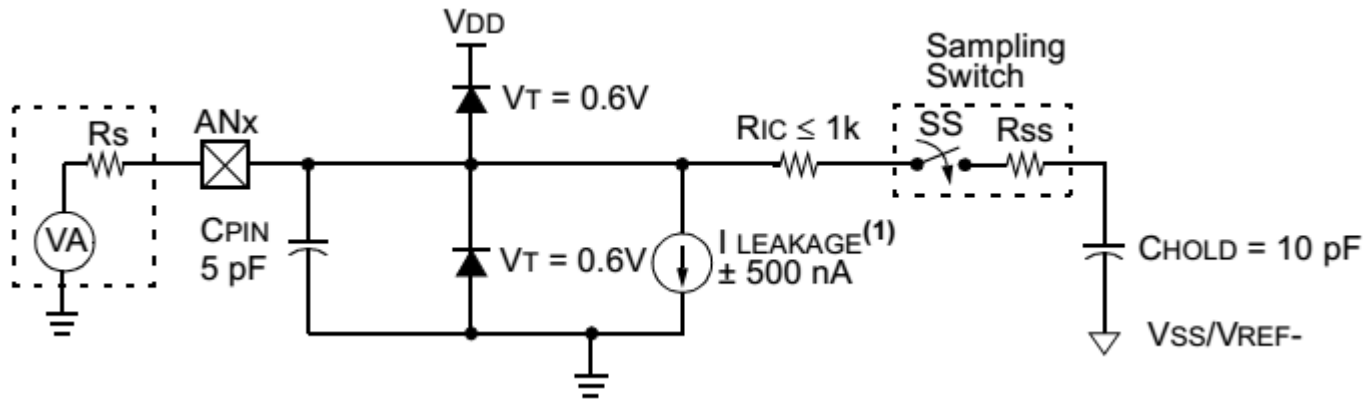 VDD
Sampling
Switch
VT = 0.6V
Rs
ANx
RIC ≤ 1k
SS
Rss
VA
CPIN
5 pF
VT = 0.6V
I LEAKAGE(1)
± 500 nA
CHOLD = 10 pF
VSS/VREF-